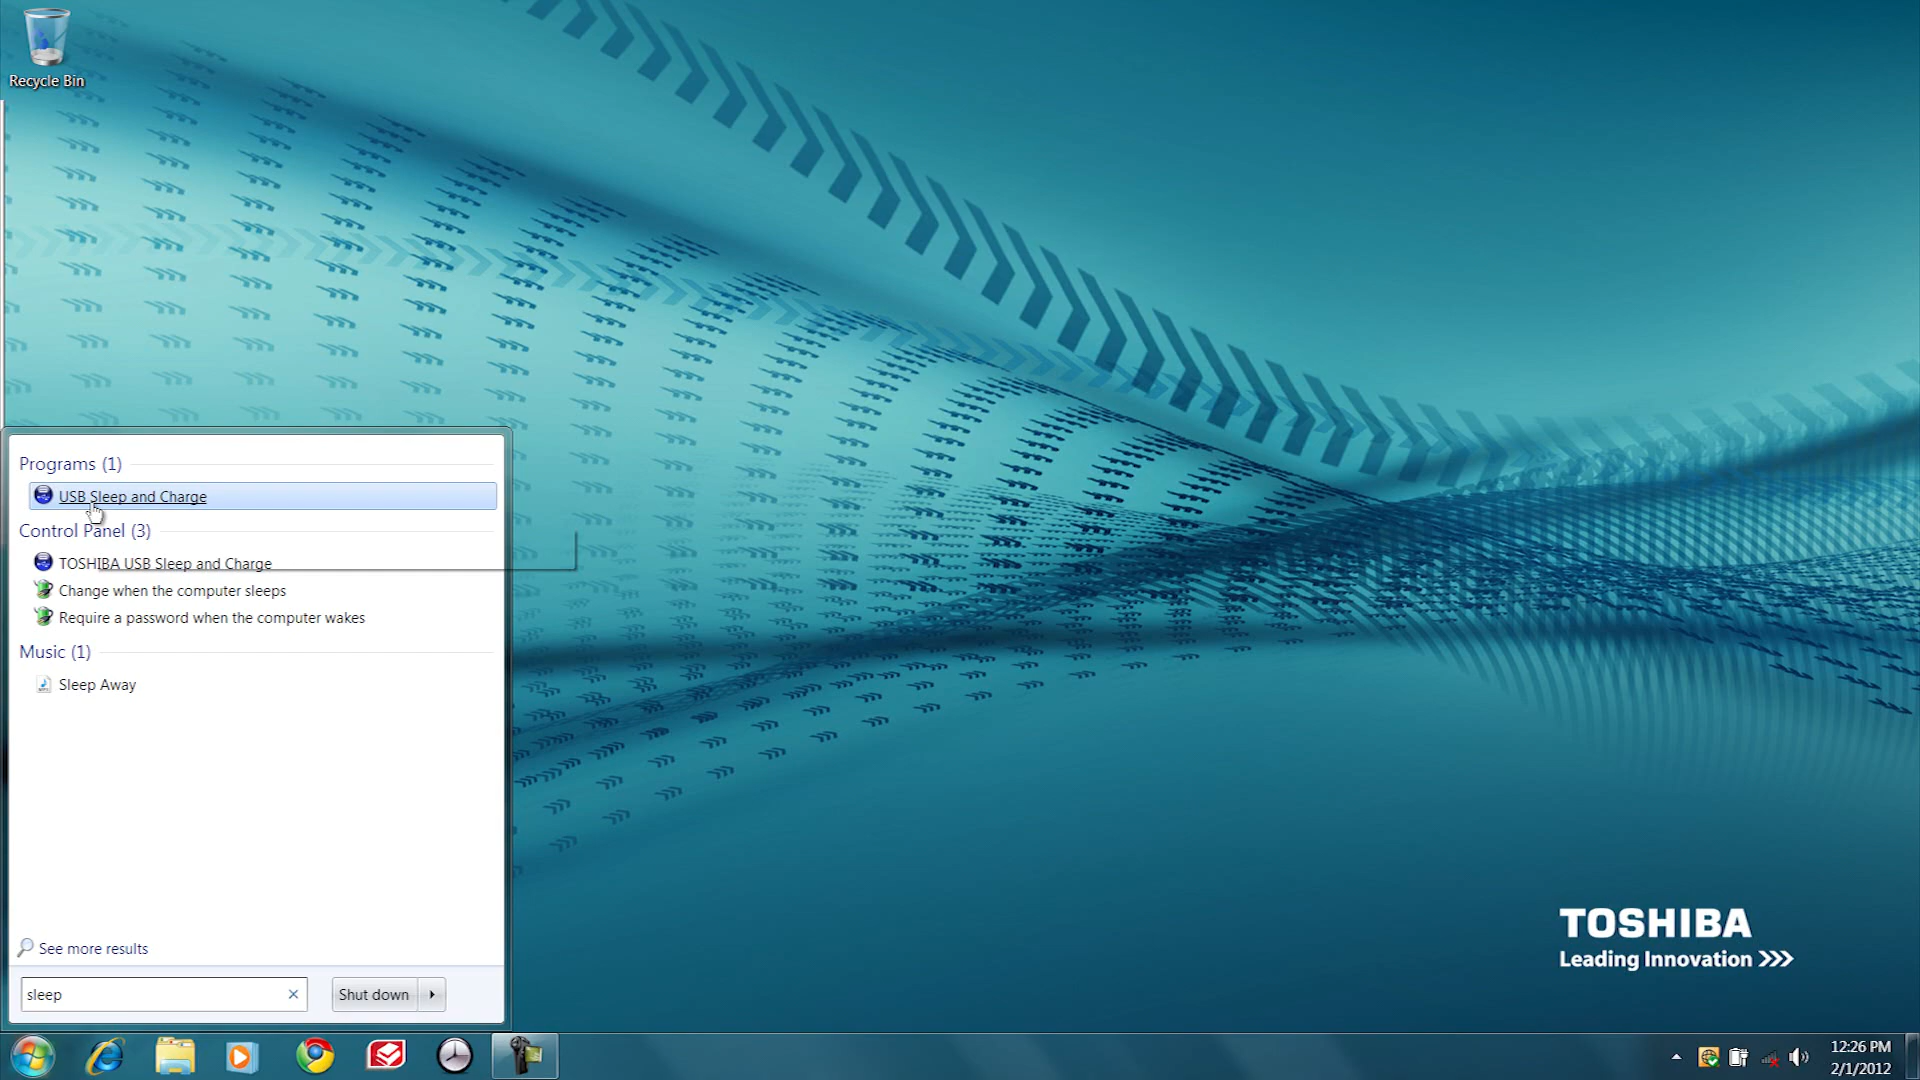 Recycle Bin
Programs (1)
USB Sleep and Charge
Control Panel (3)
TOSHIBA USB Sleep and Charge
Change when the computer sleeps
Require a password when the computer wakes
Music (1)
Sleep Away
See more results
sleep
Shut down
TOSHIBA
Leading Innovation >>>
12:26 PM
2/1/2012